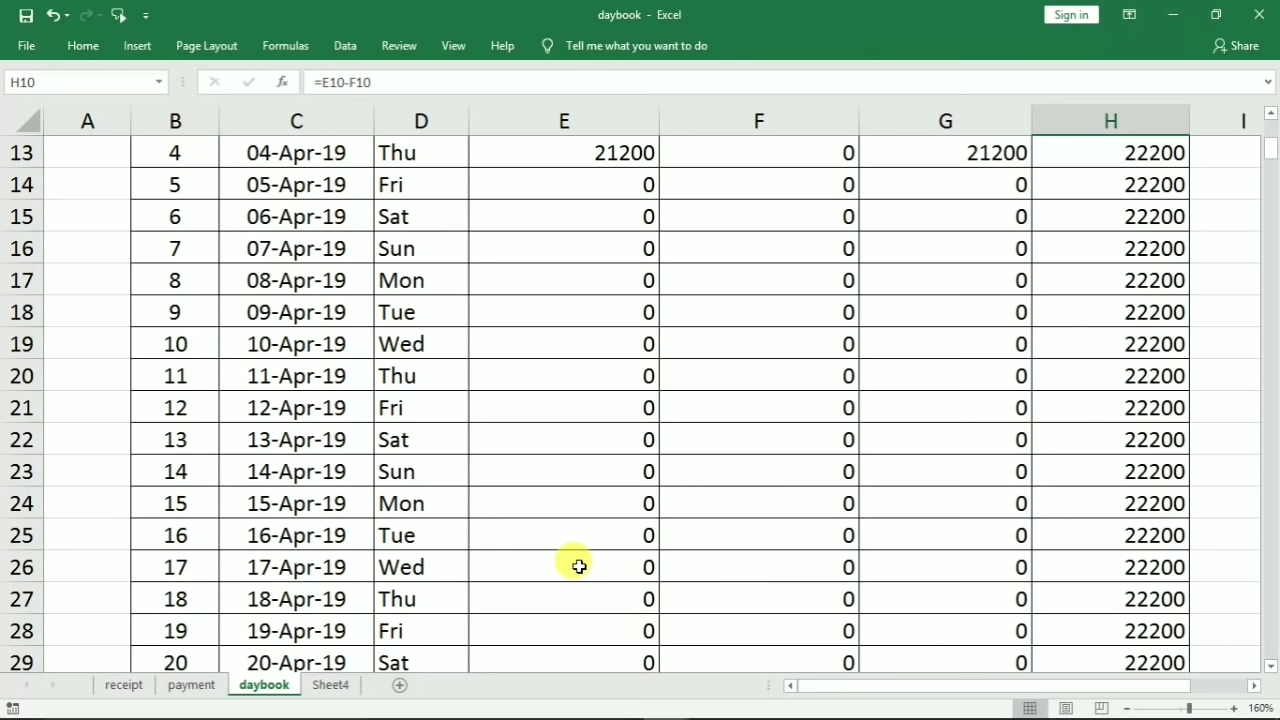 daybook - Excel
Sign in
File Home Insert Page Layout Formulas Data Review View Help Tell me what you want to do Share
H10 fx =E10-F10
A B C D E F G H I
13 4 04-Apr-19 Thu 21200 0 21200 22200
14 5 05-Apr-19 Fri 0 0 0 22200
15 6 06-Apr-19 Sat 0 0 0 22200
16 7 07-Apr-19 Sun 0 0 0 22200
17 8 08-Apr-19 Mon 0 0 0 22200
18 9 09-Apr-19 Tue 0 0 0 22200
19 10 10-Apr-19 Wed 0 0 0 22200
20 11 11-Apr-19 Thu 0 0 0 22200
21 12 12-Apr-19 Fri 0 0 0 22200
22 13 13-Apr-19 Sat 0 0 0 22200
23 14 14-Apr-19 Sun 0 0 0 22200
24 15 15-Apr-19 Mon 0 0 0 22200
25 16 16-Apr-19 Tue 0 0 0 22200
26 17 17-Apr-19 Wed 0 0 0 22200
27 18 18-Apr-19 Thu 0 0 0 22200
28 19 19-Apr-19 Fri 0 0 0 22200
29 20 20-Apr-19 Sat 0 0 0 22200
receipt payment daybook Sheet4
160%